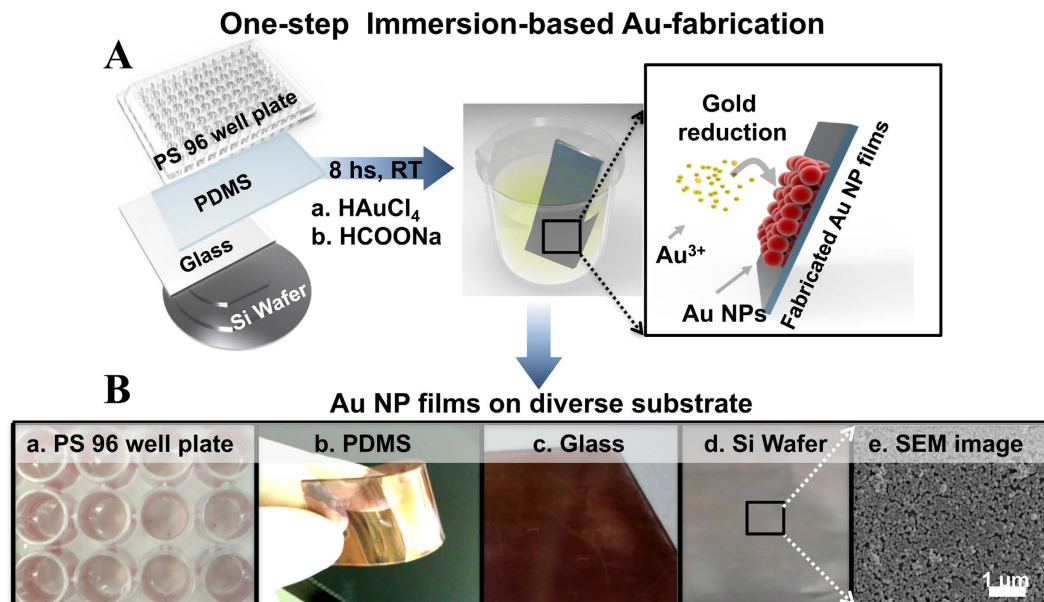 One-step Immersion-based Au-fabrication
A
PS 96 well plate
PDMS
Glass
Si Wafer
8 hs, RT
a. HAuCl₄
b. HCOONa
Gold
reduction
Au³⁺
Au NPs
Fabricated Au NP films
B
Au NP films on diverse substrate
a. PS 96 well plate
b. PDMS
c. Glass
d. Si Wafer
e. SEM image
1 um